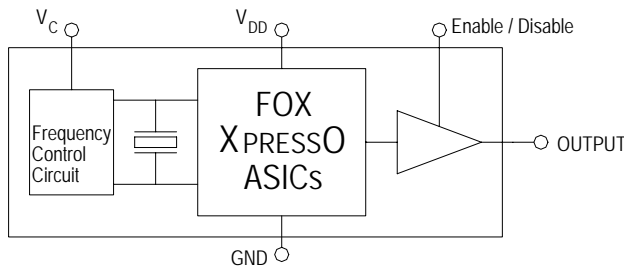 V_C
V_DD
Enable / Disable
Frequency
Control
Circuit
FOX
XPRESSO
ASICs
OUTPUT
GND